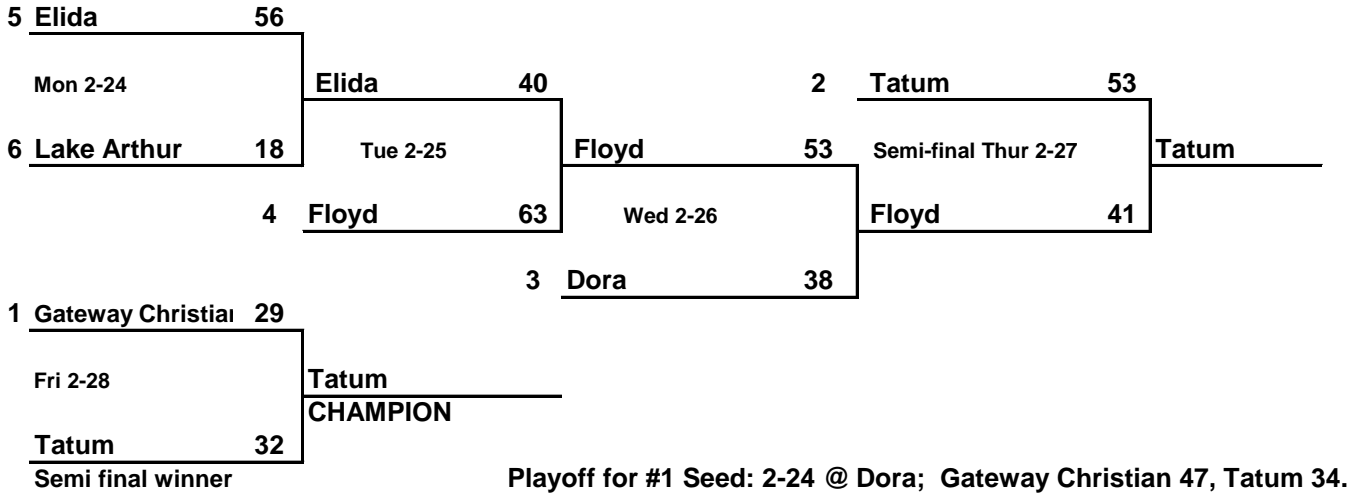 5 Elida 56
Mon 2-24 Elida 40 2 Tatum 53
6 Lake Arthur 18 Tue 2-25 Floyd 53 Semi-final Thur 2-27 Tatum
4 Floyd 63 Wed 2-26 Floyd 41
3 Dora 38
1 Gateway Christian 29
Fri 2-28 Tatum
CHAMPION
Tatum 32
Semi final winner Playoff for #1 Seed: 2-24 @ Dora; Gateway Christian 47, Tatum 34.